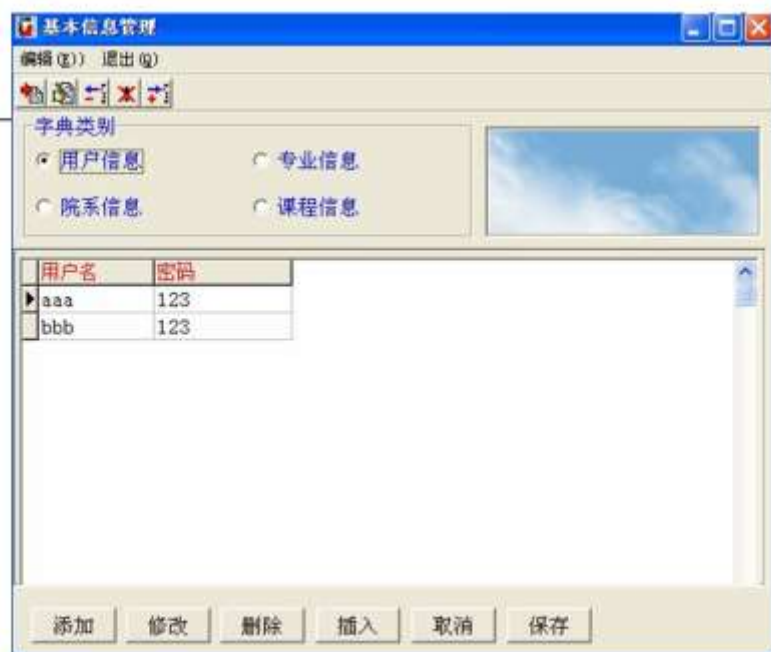 基本信息管理
编辑(E)) 退出(Q)
字典类别
用户信息 专业信息
院系信息 课程信息
用户名 密码
aaa 123
bbb 123
添加 修改 删除 插入 取消 保存